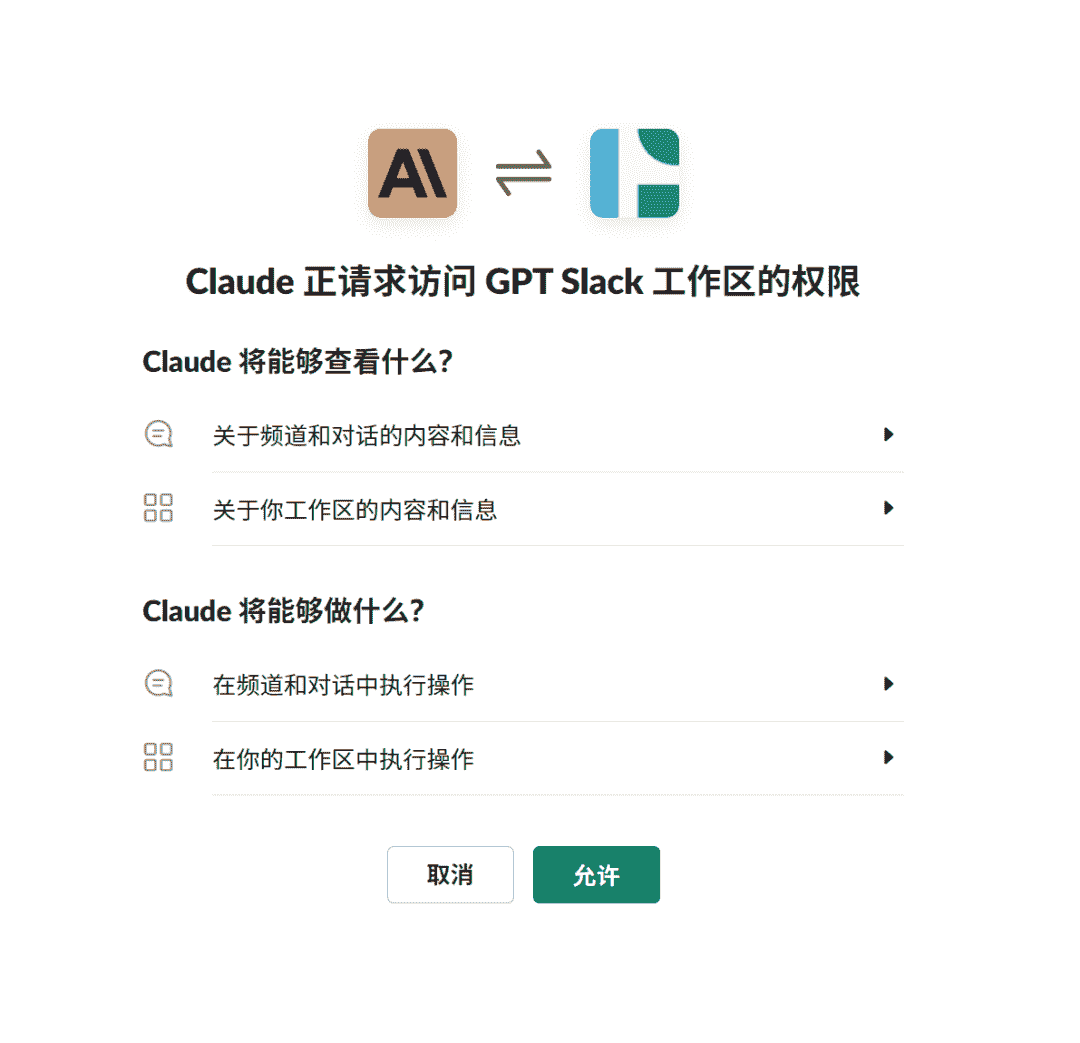 Claude 正请求访问 GPT Slack 工作区的权限
Claude 将能够查看什么？
关于频道和对话的内容和信息
关于你工作区的内容和信息
Claude 将能够做什么？
在频道和对话中执行操作
在你的工作区中执行操作
取消 允许